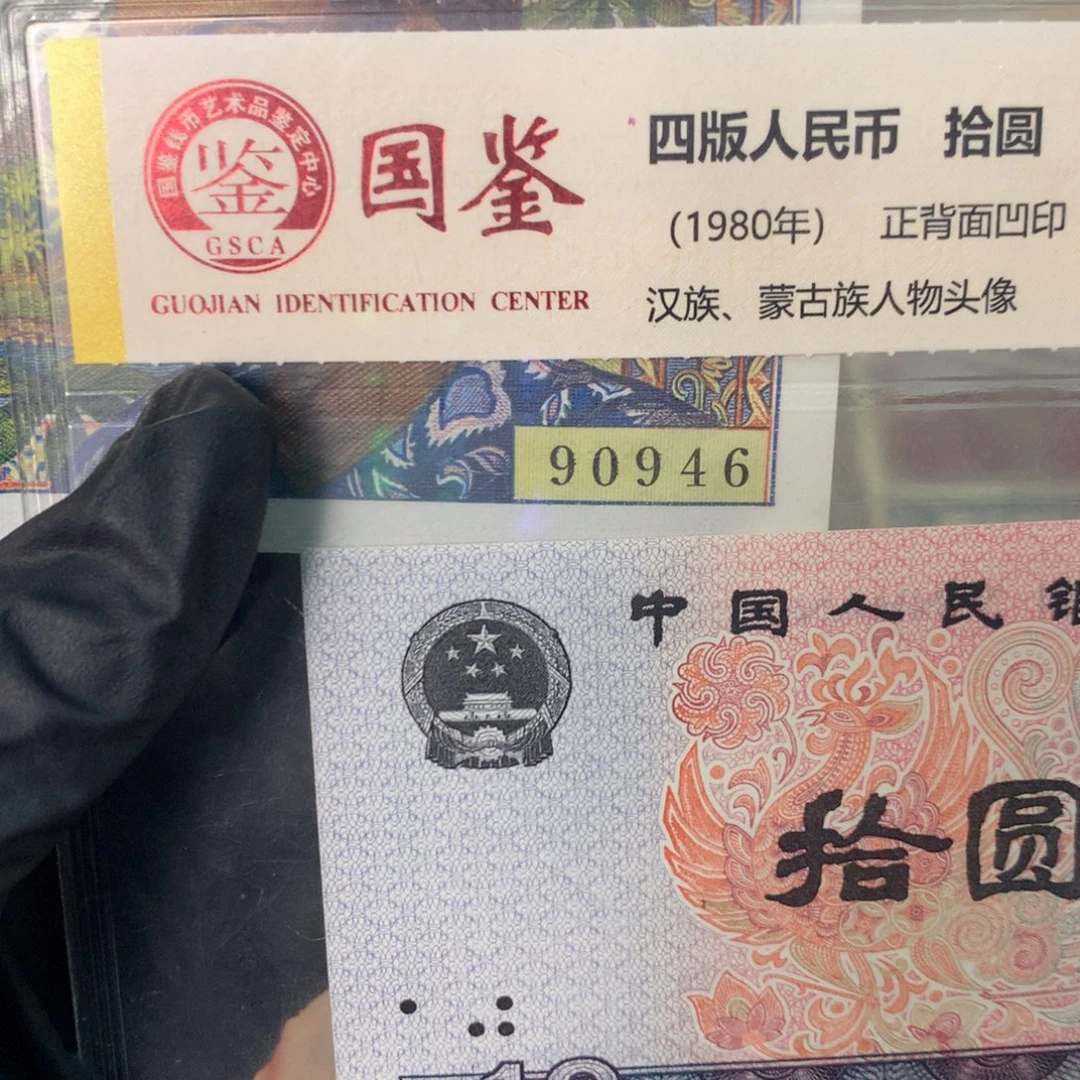 国鉴钱币艺术品鉴定中心
鉴
GSCA
国鉴
GUOJIAN IDENTIFICATION CENTER
四版人民币 拾圆
(1980年) 正背面凹印
汉族、蒙古族人物头像
90946
中国人民
拾圆
10